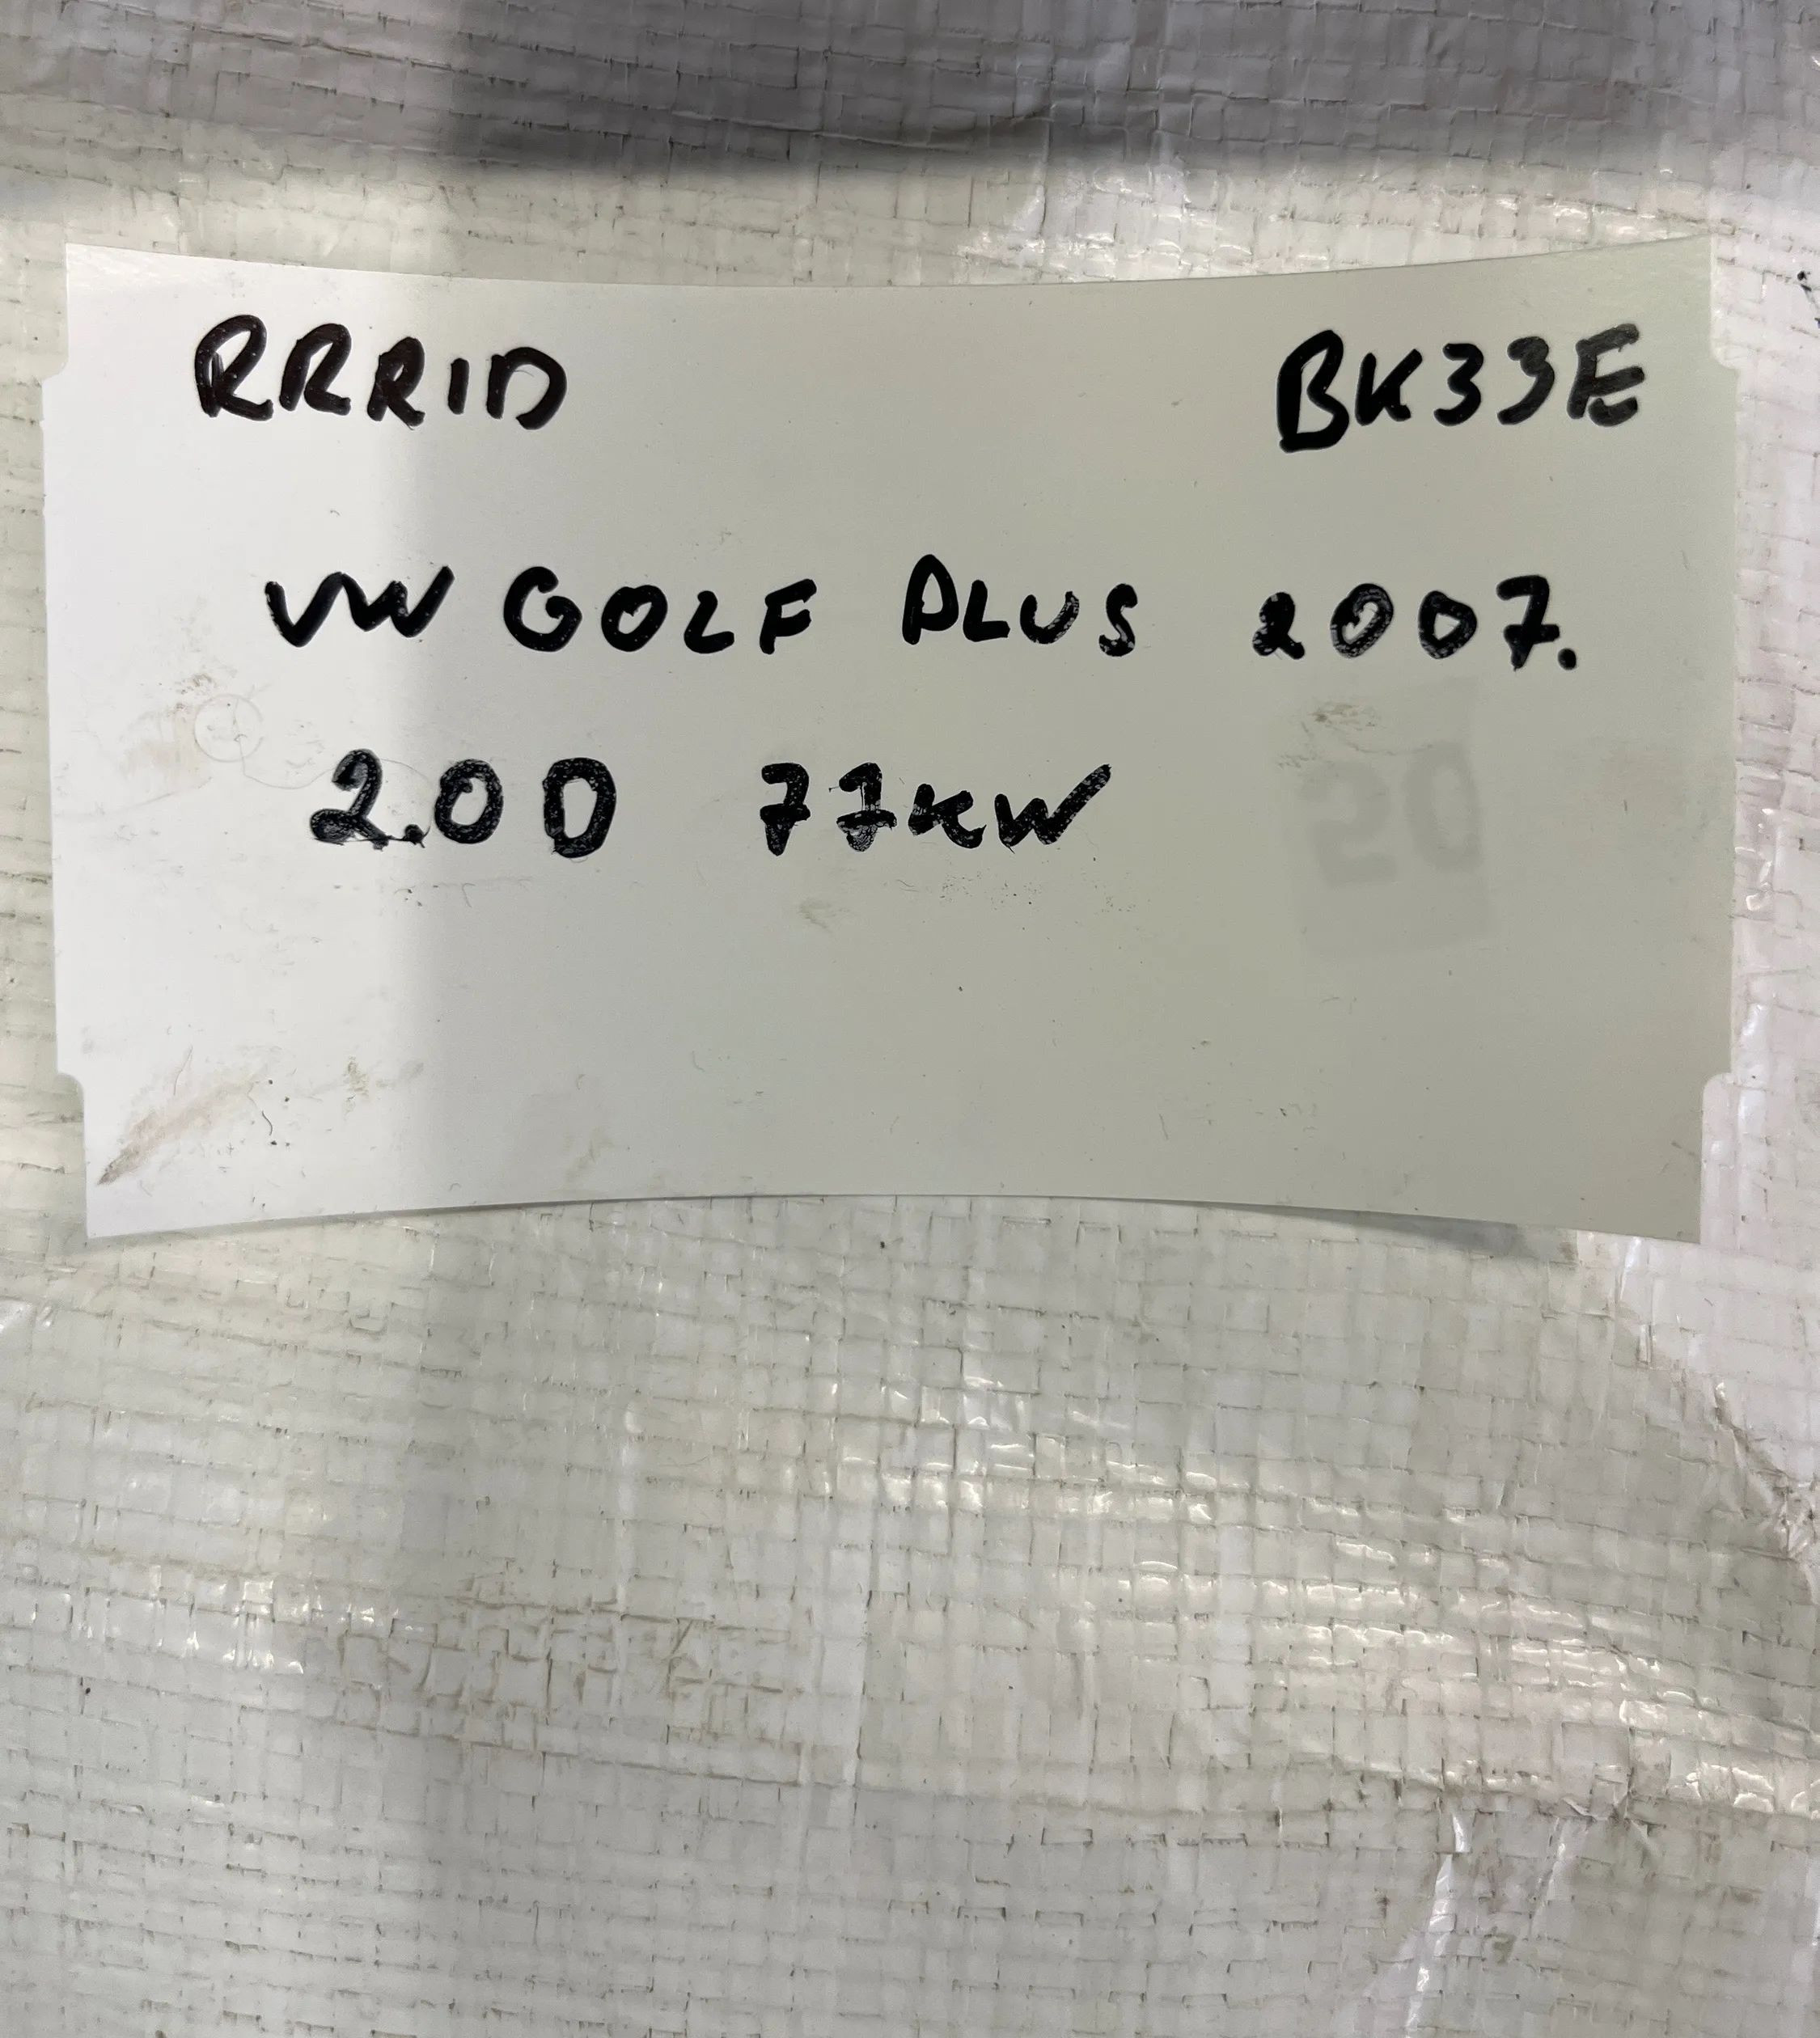 RRRID BK33E
VW GOLF PLUS 2007.
2.0D 77KW